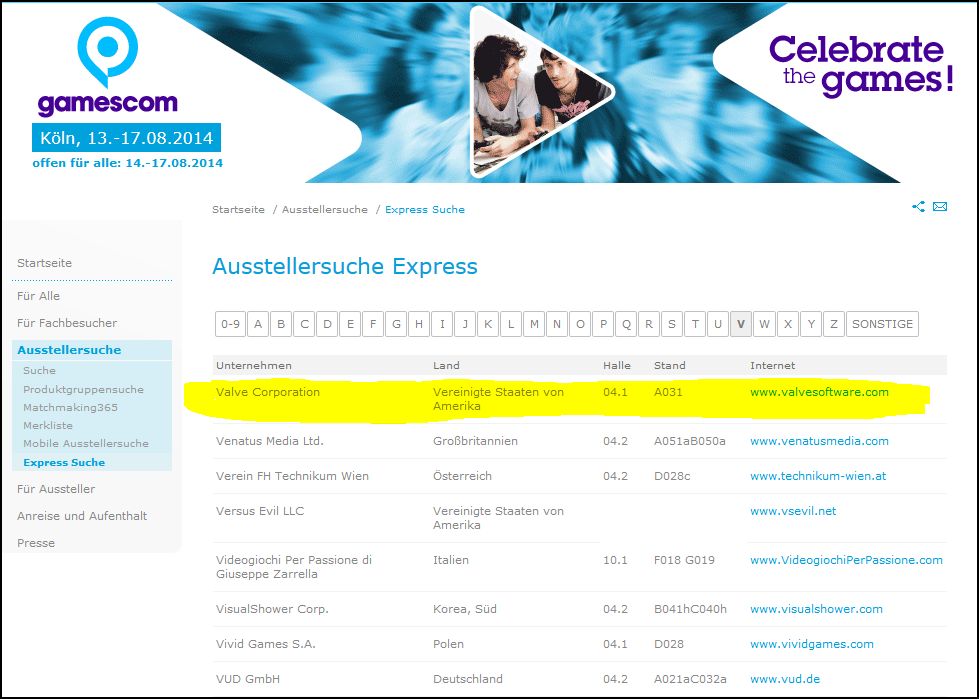 gamescom
Celebrate
the games!
Köln, 13.-17.08.2014
offen für alle: 14.-17.08.2014
Startseite / Ausstellersuche / Express Suche
Startseite
Für Alle
Für Fachbesucher
Ausstellersuche
Suche
Produktgruppensuche
Matchmaking365
Merkliste
Mobile Ausstellersuche
Express Suche
Für Aussteller
Anreise und Aufenthalt
Presse
Ausstellersuche Express
0-9 A B C D E F G H I J K L M N O P Q R S T U V W X Y Z SONSTIGE
Unternehmen Land Halle Stand Internet
Valve Corporation Vereinigte Staaten von 04.1 A031 www.valvesoftware.com
Amerika
Venatus Media Ltd. Großbritannien 04.2 A051aB050a www.venatusmedia.com
Verein FH Technikum Wien Österreich 04.2 D028c www.technikum-wien.at
Versus Evil LLC Vereinigte Staaten von www.vsevil.net
Amerika
Videogiochi Per Passione di Italien 10.1 F018 G019 www.VideogiochiPerPassione.com
Giuseppe Zarrella
VisualShower Corp. Korea, Süd 04.2 B041hC040h www.visualshower.com
Vivid Games S.A. Polen 04.1 D028 www.vividgames.com
VUD GmbH Deutschland 04.2 A021aC032a www.vud.de